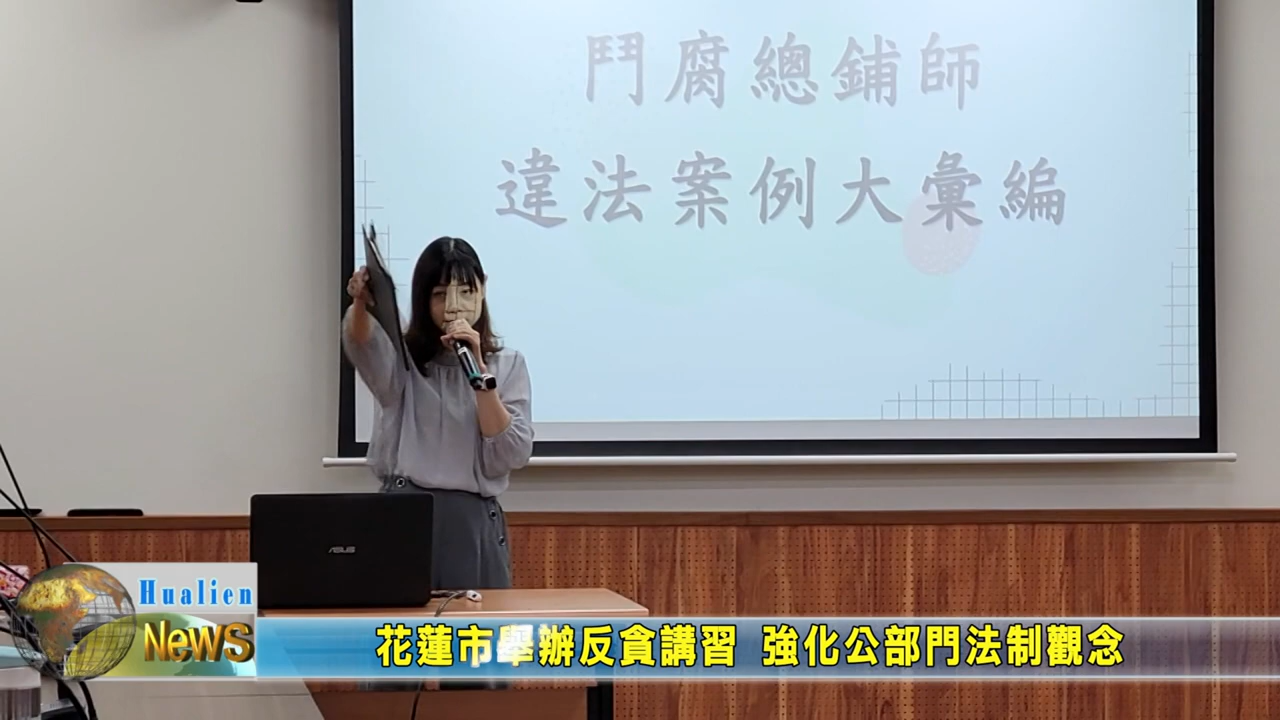 鬥腐總鋪師
違法案例大彙編
ASUS
Hualien
NewS
花蓮市舉辦反貪講習 強化公部門法制觀念